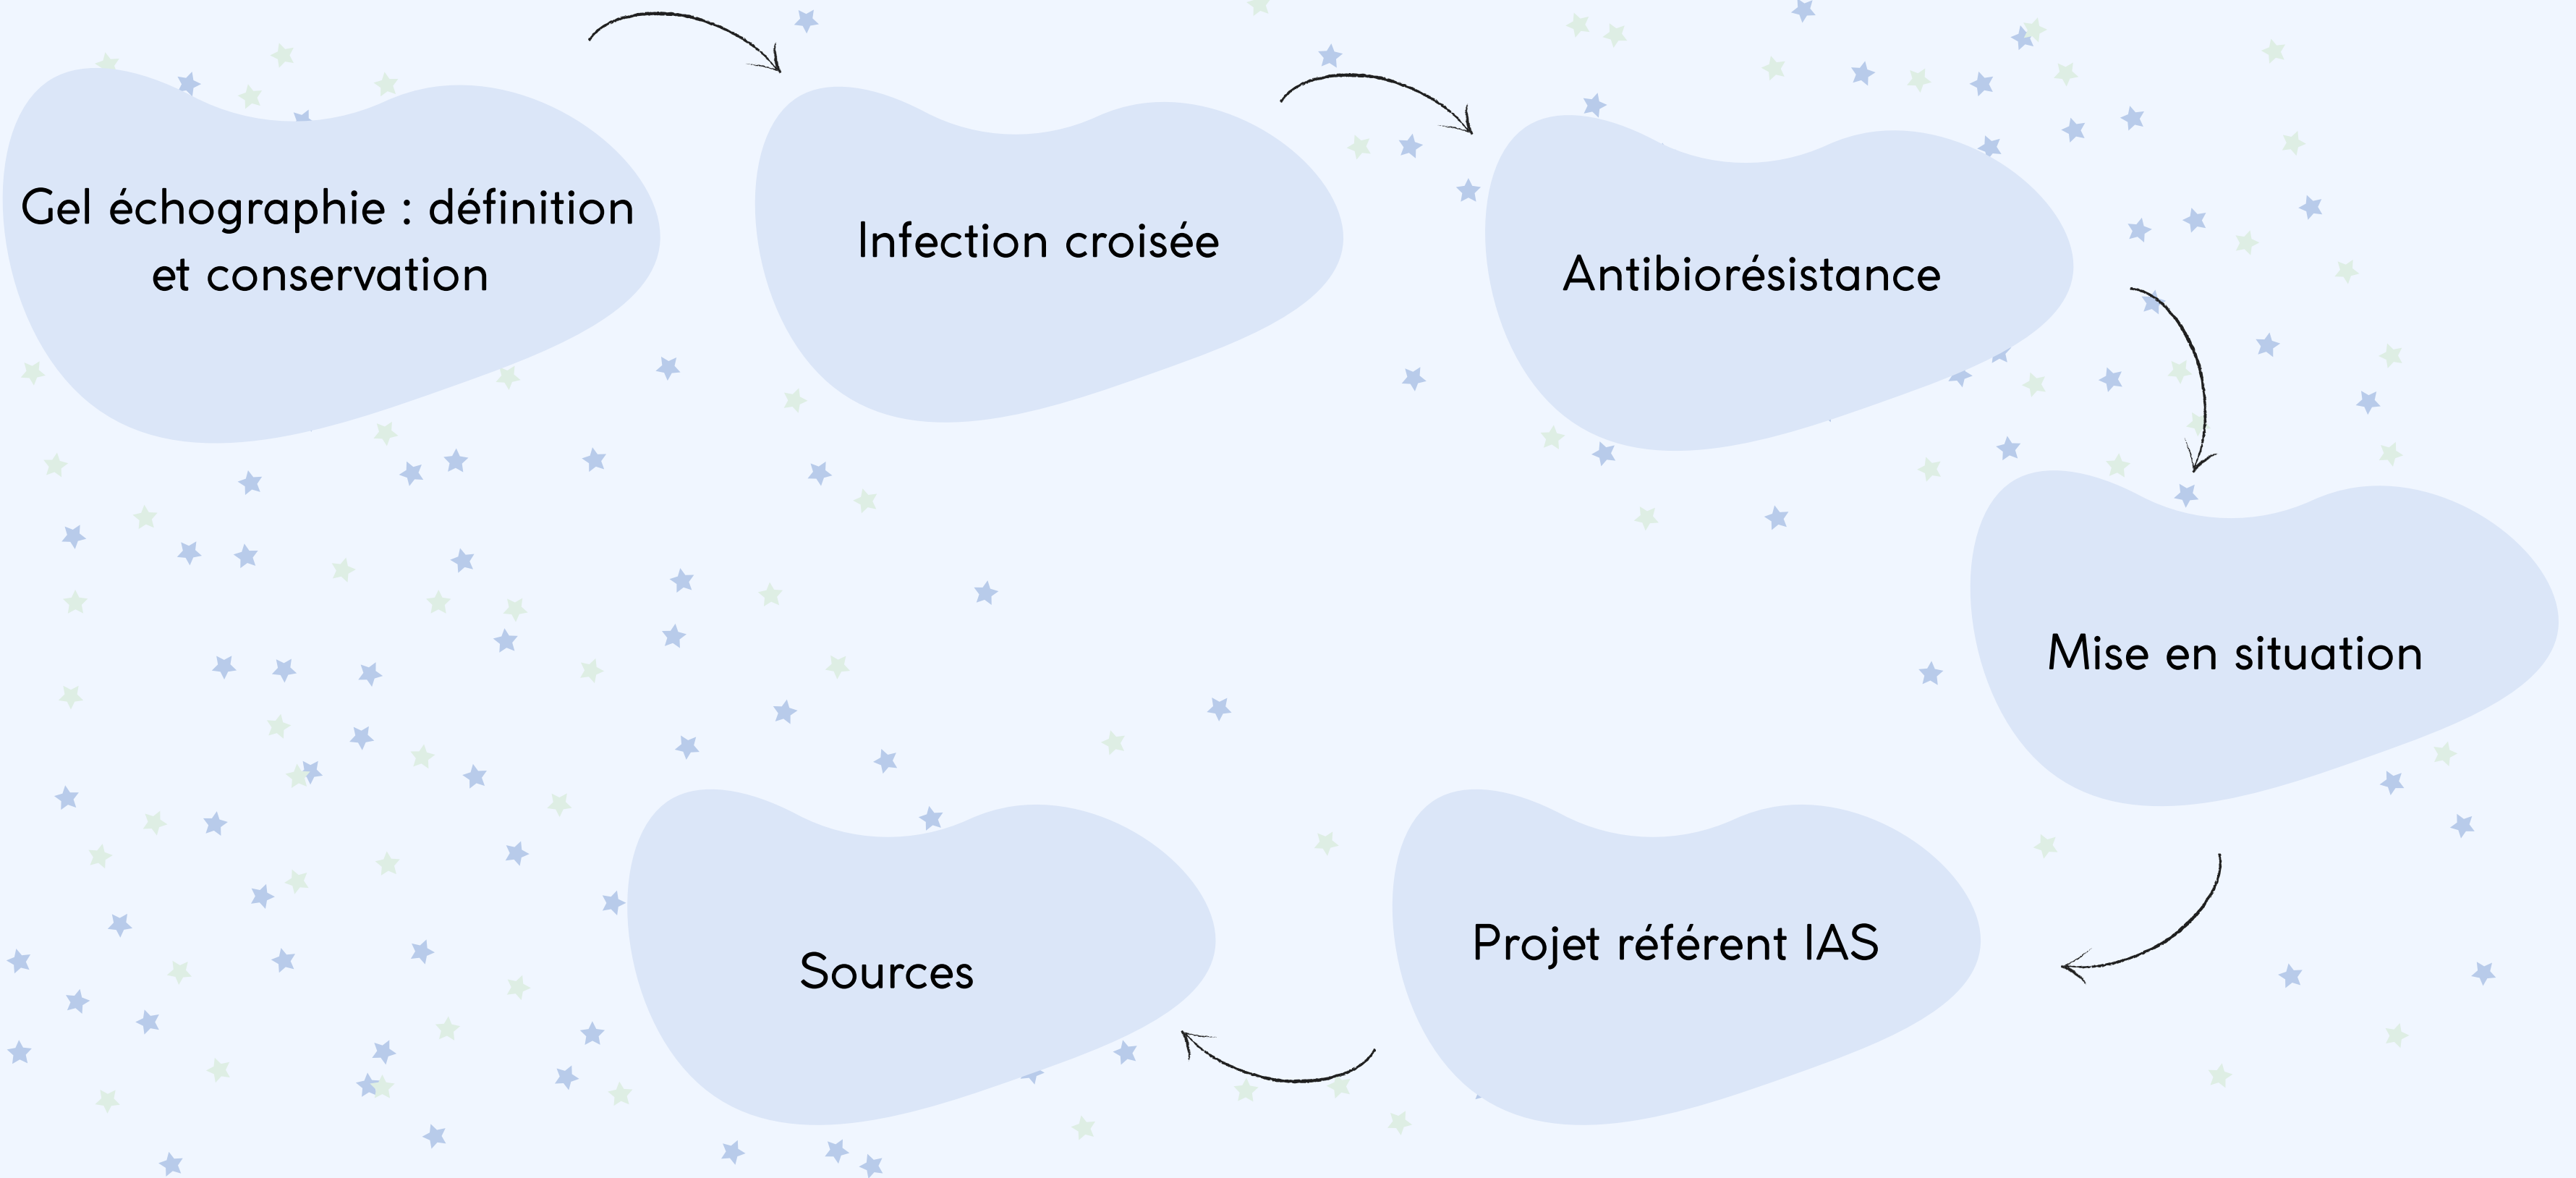 Gel échographie : définition
et conservation
Infection croisée
Antibiorésistance
Mise en situation
Projet référent IAS
Sources